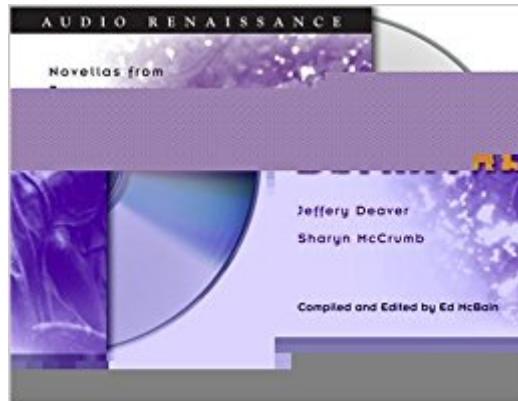 AUDIO RENAISSANCE
Novellas from
Jeffery Deaver
Sharyn McCrumb
Compiled and Edited by Ed McBain